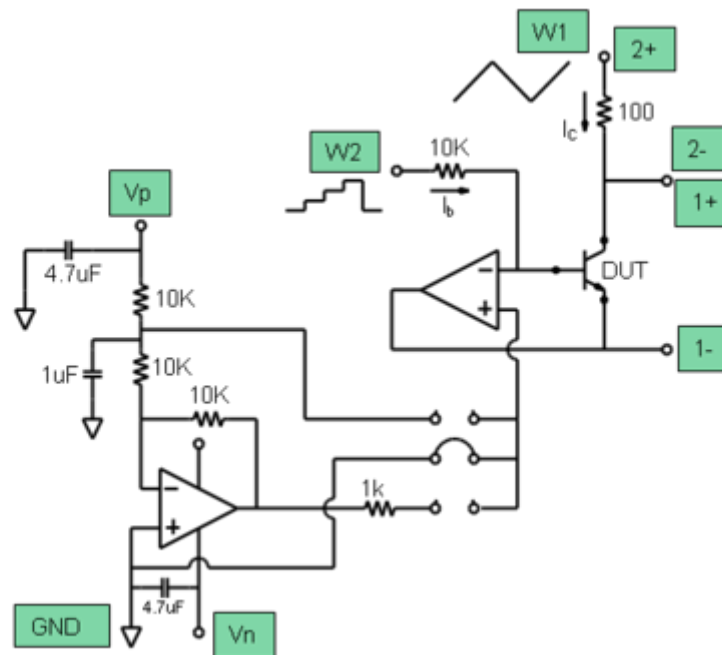 W1
2+
100
Ic
W2
10K
2-
Ib
1+
Vp
4.7uF
DUT
10K
1uF
10K
10K
1-
1k
4.7uF
GND
Vn